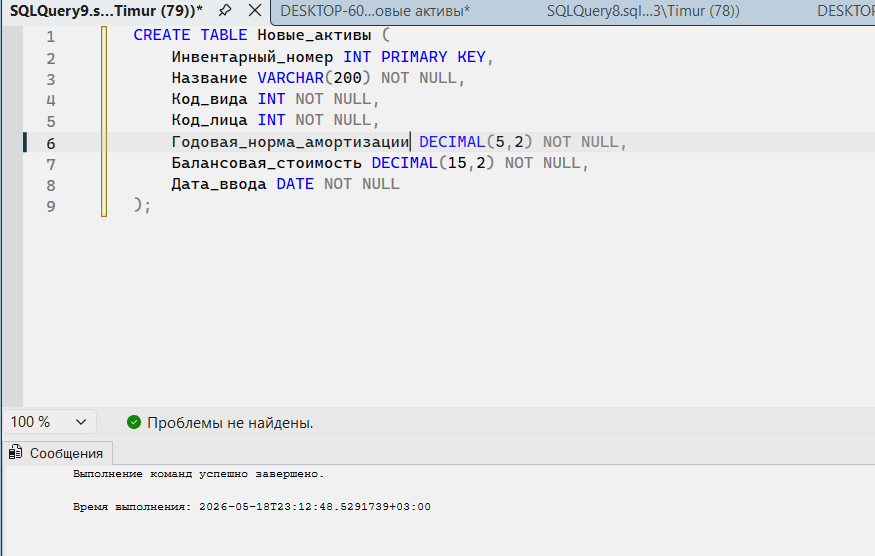 SQLQuery9.s...Timur (79))*
DESKTOP-60...овые активы*
SQLQuery8.sql...3\Timur (78))
DESKTOP
1 CREATE TABLE Новые_активы (
2 Инвентарный_номер INT PRIMARY KEY,
3 Название VARCHAR(200) NOT NULL,
4 Код_вида INT NOT NULL,
5 Код_лица INT NOT NULL,
6 Годовая_норма_амортизации DECIMAL(5,2) NOT NULL,
7 Балансовая_стоимость DECIMAL(15,2) NOT NULL,
8 Дата_ввода DATE NOT NULL
9 );
100 %
Проблемы не найдены.
Сообщения
Выполнение команд успешно завершено.
Время выполнения: 2026-05-18T23:12:48.5291739+03:00